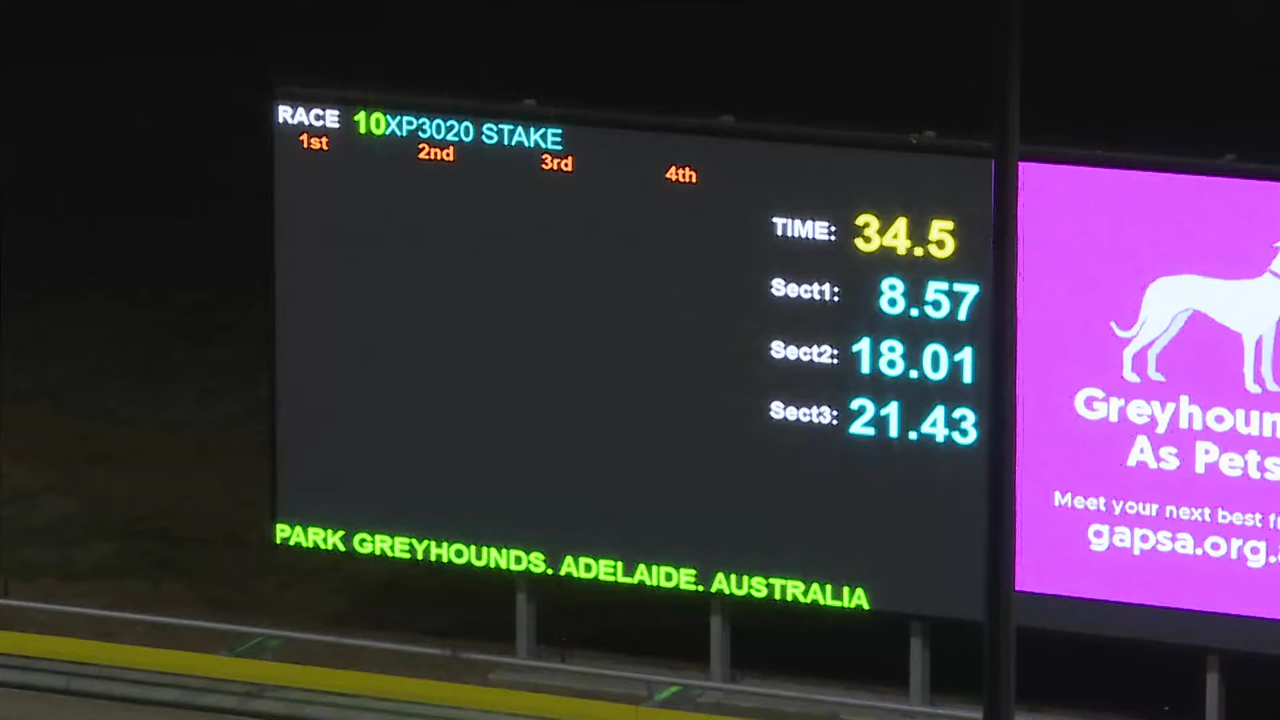 RACE 10XP3020 STAKE
1st 2nd 3rd 4th
TIME: 34.5
Sect1: 8.57
Sect2: 18.01
Sect3: 21.43
PARK GREYHOUNDS. ADELAIDE. AUSTRALIA
Greyhoun
As Pets
Meet your next best f
gapsa.org.